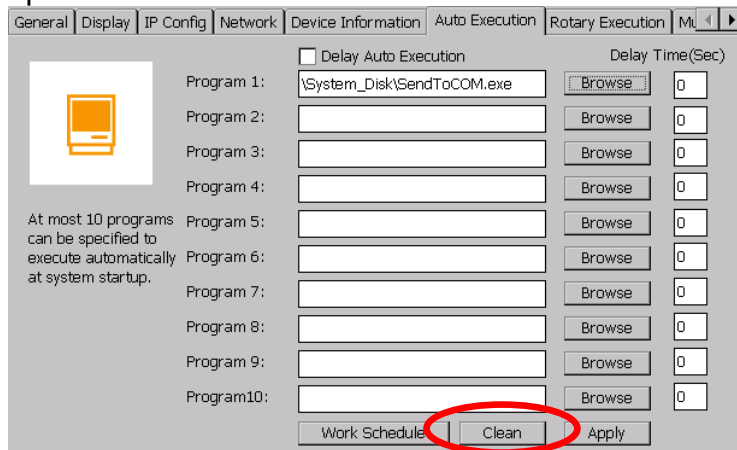 General Display IP Config Network Device Information Auto Execution Rotary Execution
Delay Auto Execution Delay Time(Sec)
Program 1: \System_Disk\SendToCOM.exe Browse 0
Program 2: Browse 0
Program 3: Browse 0
Program 4: Browse 0
At most 10 programs
can be specified to
execute automatically
at system startup.
Program 5: Browse 0
Program 6: Browse 0
Program 7: Browse 0
Program 8: Browse 0
Program 9: Browse 0
Program10: Browse 0
Work Schedule Clean Apply